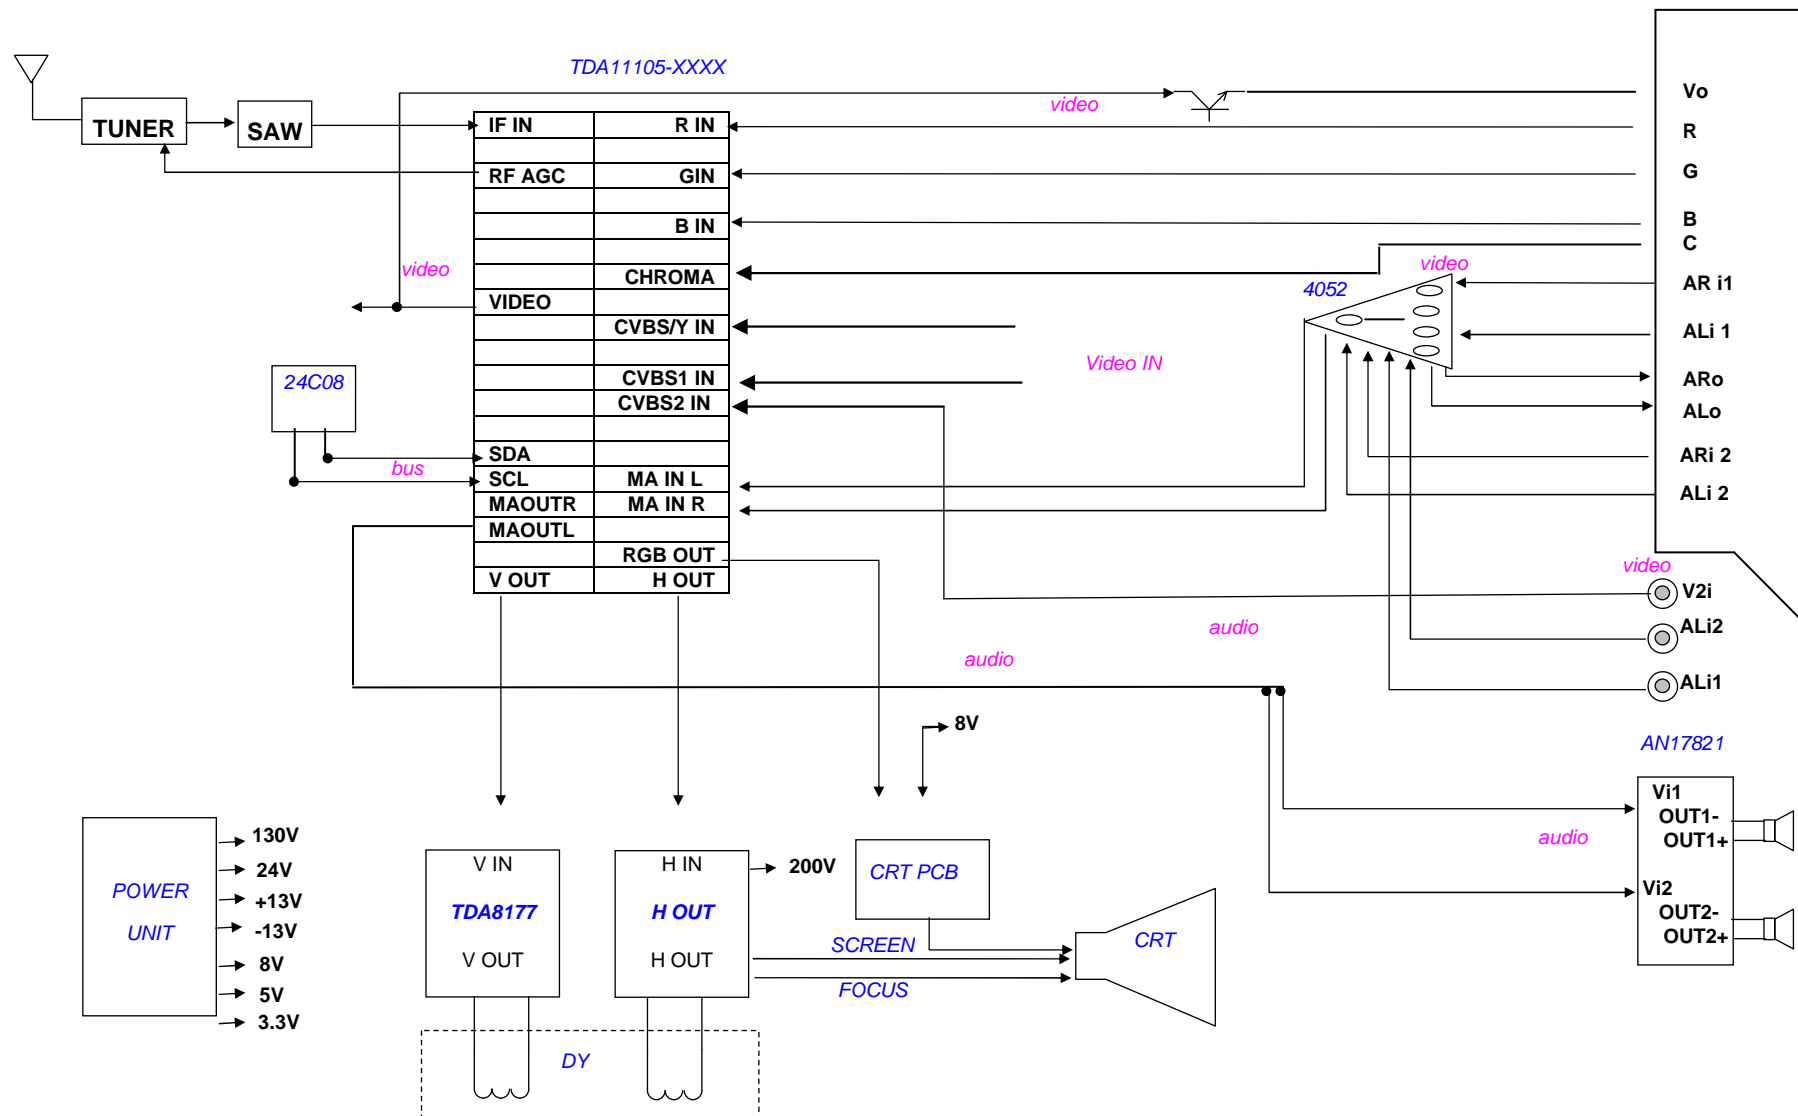 TDA11105-XXXX
video
Vo
TUNER
SAW
IF IN
R IN
R
RF AGC
GIN
G
B IN
B
C
video
CHROMA
video
4052
AR i1
VIDEO
CVBS/Y IN
ALi 1
Video IN
24C08
CVBS1 IN
ARo
CVBS2 IN
ALo
SDA
ARi 2
bus
SCL
MA IN L
ALi 2
MAOUTR
MA IN R
MAOUTL
RGB OUT
video
V OUT
H OUT
V2i
audio
ALi2
audio
ALi1
8V
AN17821
POWER
UNIT
130V
24V
+13V
-13V
8V
5V
3.3V
V IN
TDA8177
V OUT
H IN
H OUT
H OUT
200V
CRT PCB
SCREEN
FOCUS
CRT
DY
audio
Vi1
OUT1-
OUT1+
Vi2
OUT2-
OUT2+